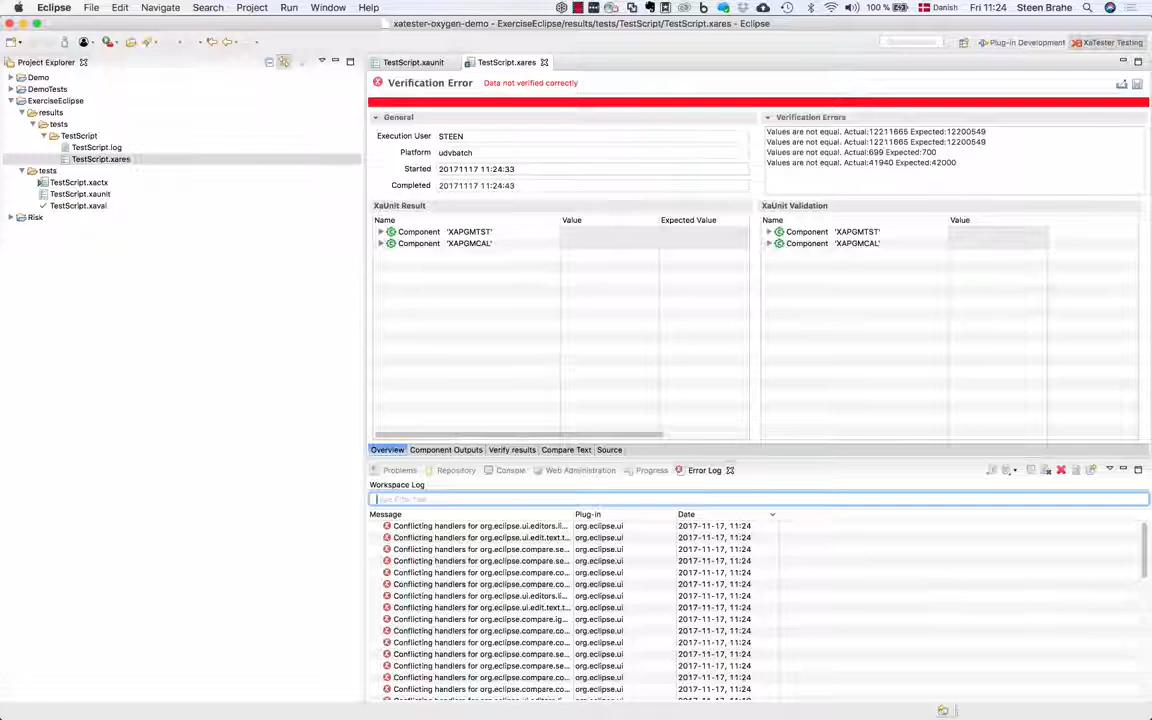 Eclipse File Edit Navigate Search Project Run Window Help 100 % Danish Fri 11:24 Steen Brahe
xatester-oxygen-demo - ExerciseEclipse/results/tests/TestScript/TestScript.xares - Eclipse
Plug-in Development XaTester Testing
Project Explorer
Demo
DemoTests
ExerciseEclipse
results
tests
TestScript
TestScript.log
TestScript.xares
tests
TestScript.xactx
TestScript.xaunit
TestScript.xaval
Risk
TestScript.xaunit TestScript.xares
Verification Error Data not verified correctly
General
Execution User STEEN
Platform udvbatch
Started 20171117 11:24:33
Completed 20171117 11:24:43
Verification Errors
Values are not equal. Actual:12211665 Expected:12200549
Values are not equal. Actual:12211665 Expected:12200549
Values are not equal. Actual:699 Expected:700
Values are not equal. Actual:41940 Expected:42000
XaUnit Result
Name Value Expected Value
Component 'XAPGMTST'
Component 'XAPGMCAL'
XaUnit Validation
Name Value
Component 'XAPGMTST'
Component 'XAPGMCAL'
Overview Component Outputs Verify results Compare Text Source
Problems Repository Console Web Administration Progress Error Log
Workspace Log
Message Plug-in Date
Conflicting handlers for org.eclipse.ui.editors.li... org.eclipse.ui 2017-11-17, 11:24
Conflicting handlers for org.eclipse.ui.edit.text.t... org.eclipse.ui 2017-11-17, 11:24
Conflicting handlers for org.eclipse.compare.se... org.eclipse.ui 2017-11-17, 11:24
Conflicting handlers for org.eclipse.compare.se... org.eclipse.ui 2017-11-17, 11:24
Conflicting handlers for org.eclipse.compare.co... org.eclipse.ui 2017-11-17, 11:24
Conflicting handlers for org.eclipse.compare.co... org.eclipse.ui 2017-11-17, 11:24
Conflicting handlers for org.eclipse.ui.editors.li... org.eclipse.ui 2017-11-17, 11:24
Conflicting handlers for org.eclipse.ui.edit.text.t... org.eclipse.ui 2017-11-17, 11:24
Conflicting handlers for org.eclipse.compare.ig... org.eclipse.ui 2017-11-17, 11:24
Conflicting handlers for org.eclipse.compare.co... org.eclipse.ui 2017-11-17, 11:24
Conflicting handlers for org.eclipse.compare.co... org.eclipse.ui 2017-11-17, 11:24
Conflicting handlers for org.eclipse.compare.se... org.eclipse.ui 2017-11-17, 11:24
Conflicting handlers for org.eclipse.compare.se... org.eclipse.ui 2017-11-17, 11:24
Conflicting handlers for org.eclipse.compare.co... org.eclipse.ui 2017-11-17, 11:24
Conflicting handlers for org.eclipse.compare.co... org.eclipse.ui 2017-11-17, 11:24